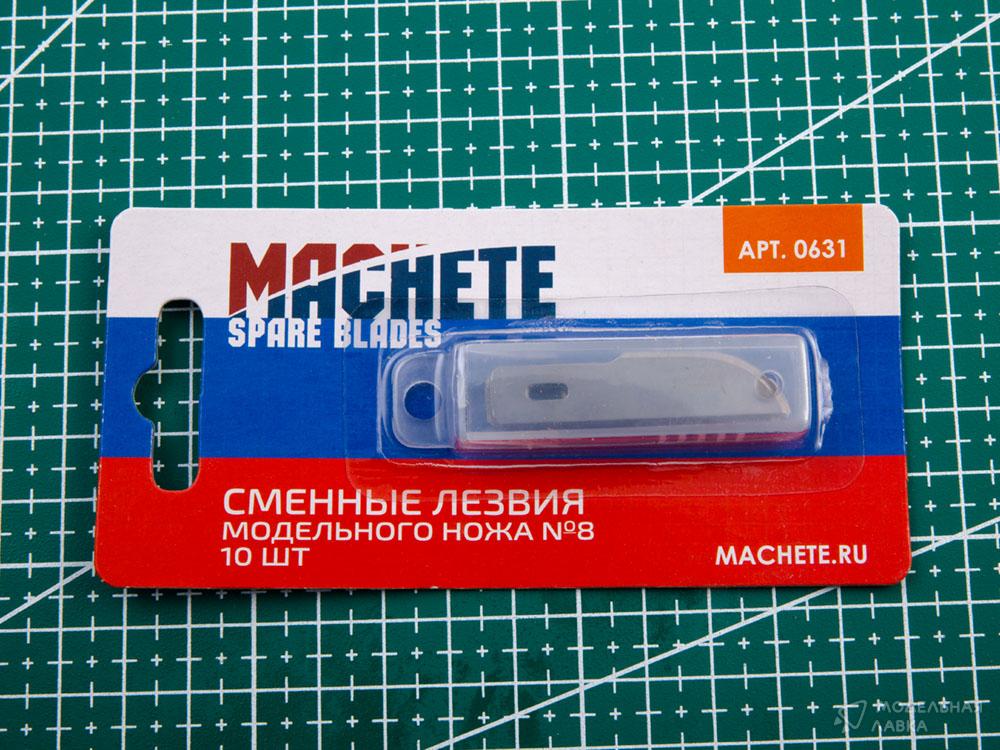 MACHETE
SPARE BLADES
АРТ. 0631
СМЕННЫЕ ЛЕЗВИЯ
МОДЕЛЬНОГО НОЖА №8
10 ШТ
MACHETE.RU
МОДЕЛЬНАЯ
ЛАВКА